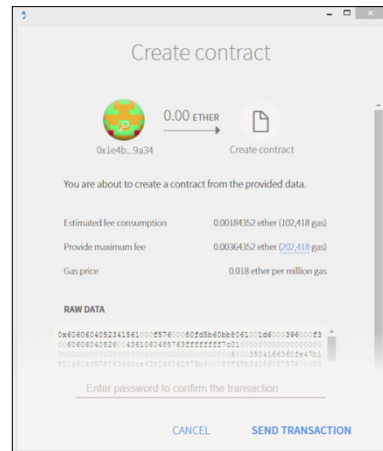 Create contract
0.00 ETHER
0x1e4b...9a34
Create contract
You are about to create a contract from the provided data.
Estimated fee consumption 0.00184352 ether (102,418 gas)
Provide maximum fee 0.00364352 ether (202,418 gas)
Gas price 0.018 ether per million gas
RAW DATA
Enter password to confirm the transaction
CANCEL SEND TRANSACTION